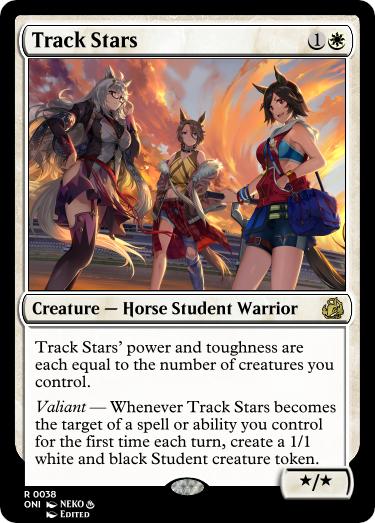 Track Stars 1
Creature — Horse Student Warrior
Track Stars' power and toughness are
each equal to the number of creatures you
control.
Valiant — Whenever Track Stars becomes
the target of a spell or ability you control
for the first time each turn, create a 1/1
white and black Student creature token.
★/★
R 0038
ONI NEKO
Edited